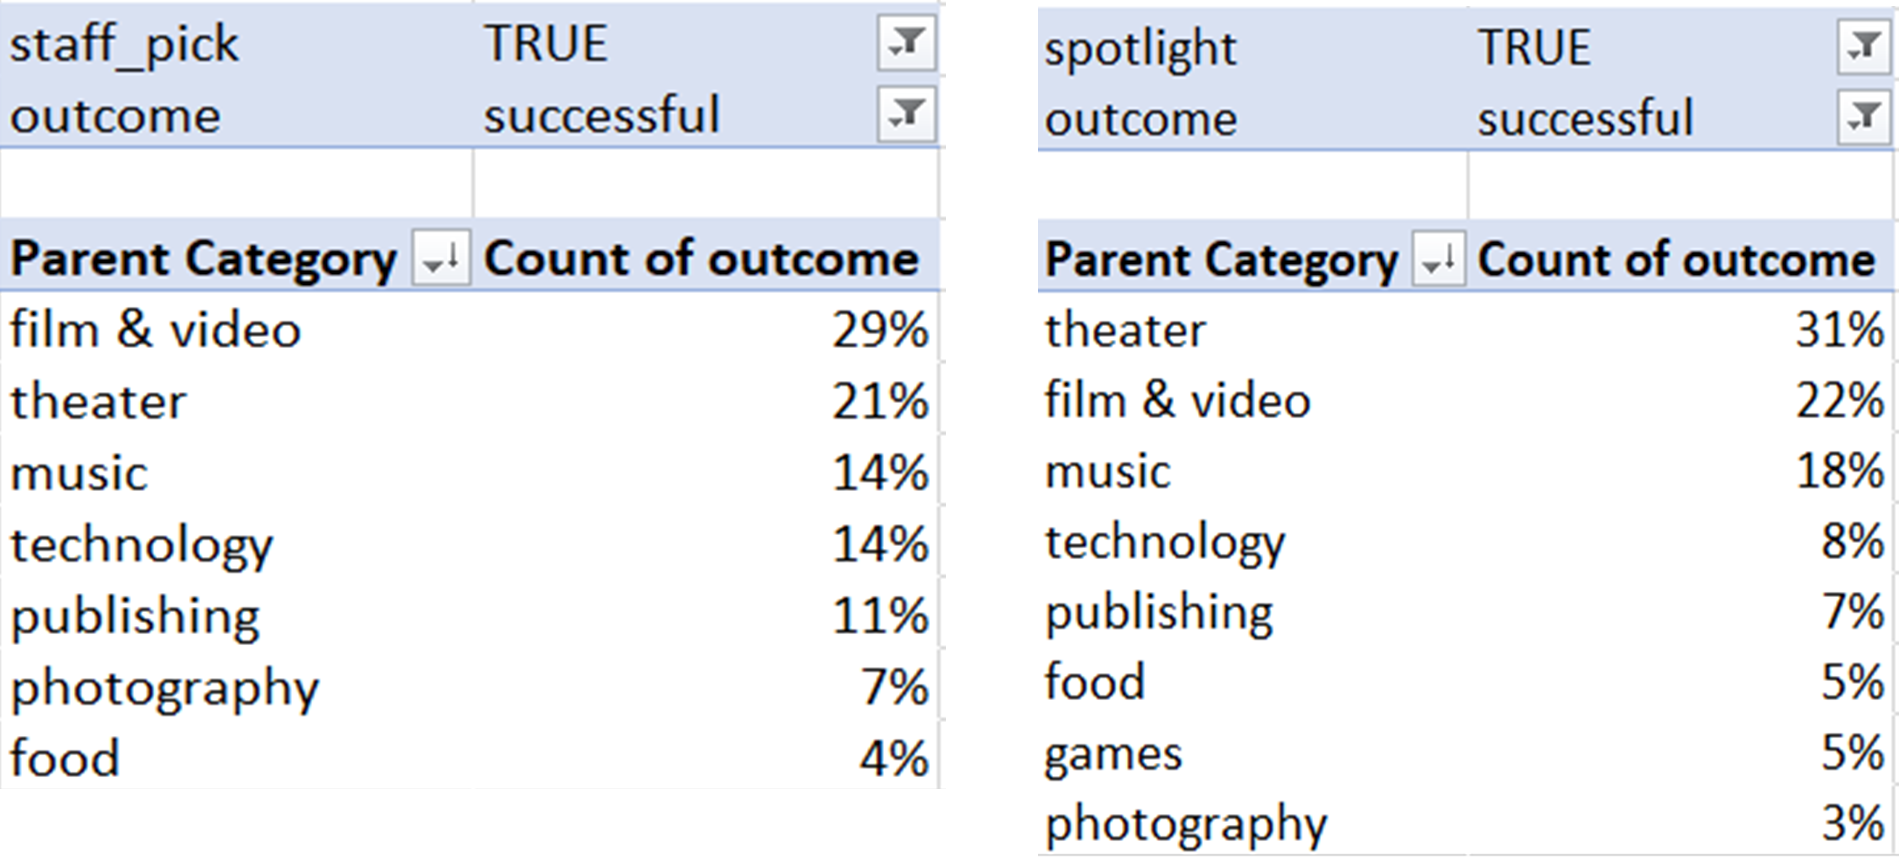 staff_pick TRUE
outcome successful
Parent Category Count of outcome
film & video 29%
theater 21%
music 14%
technology 14%
publishing 11%
photography 7%
food 4%
spotlight TRUE
outcome successful
Parent Category Count of outcome
theater 31%
film & video 22%
music 18%
technology 8%
publishing 7%
food 5%
games 5%
photography 3%